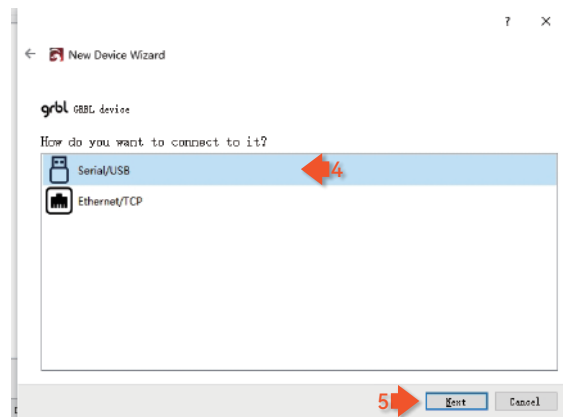 ?
New Device Wizard
grbl GRBL device
How do you want to connect to it?
Serial/USB
4
Ethernet/TCP
5
Next
Cancel